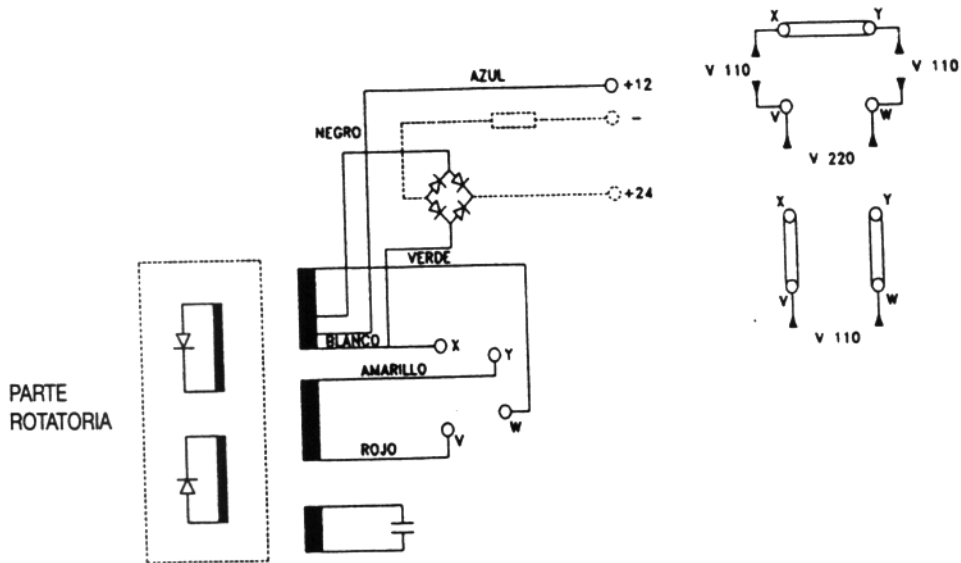 X Y
V 110 V 110
V W
V 220
AZUL
+12
NEGRO
-
+24
X Y
V W
V 110
VERDE
BLANCO
X
Y
AMARILLO
W
V
ROJO
PARTE
ROTATORIA